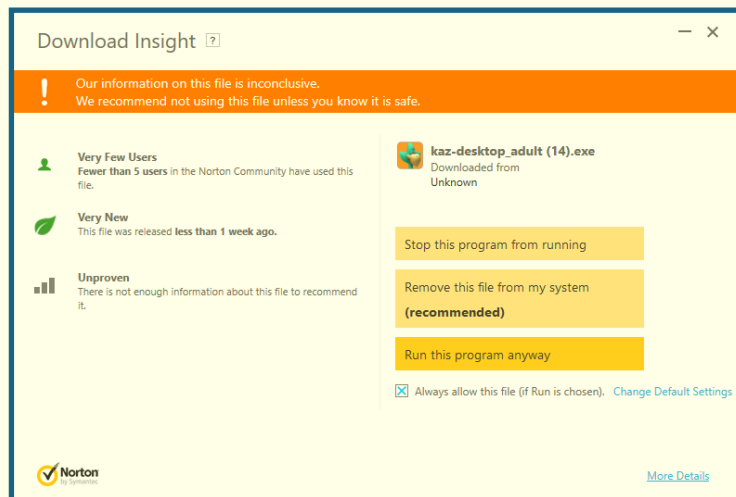 Download Insight ?
!
Our information on this file is inconclusive.
We recommend not using this file unless you know it is safe.
Very Few Users
Fewer than 5 users in the Norton Community have used this
file.
Very New
This file was released less than 1 week ago.
Unproven
There is not enough information about this file to recommend
it.
kaz-desktop_adult (14).exe
Downloaded from
Unknown
Stop this program from running
Remove this file from my system
(recommended)
Run this program anyway
Always allow this file (if Run is chosen). Change Default Settings
Norton
by Symantec
More Details